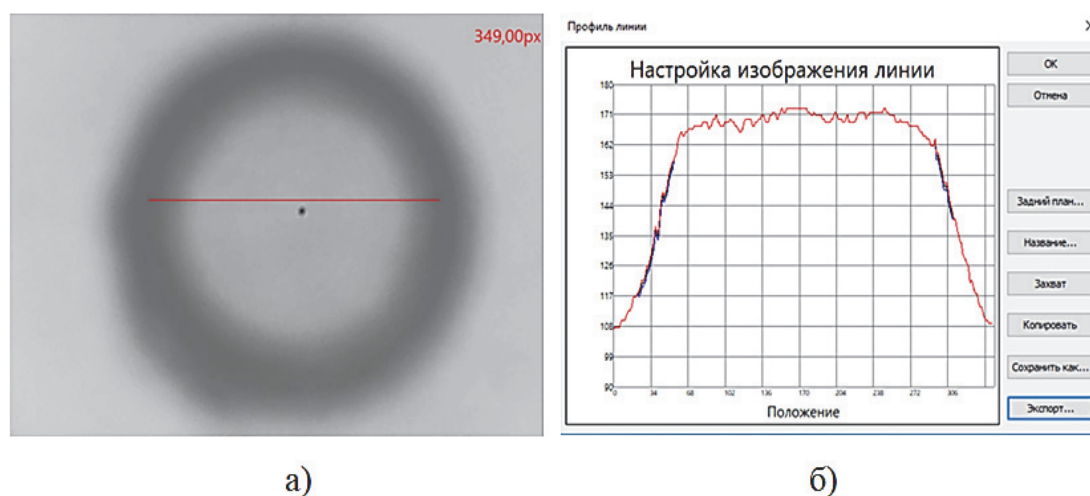 349,00px
Профиль линии
Настройка изображения линии
180
171
162
153
144
135
126
117
108
99
90
0 34 68 102 136 170 204 238 272 306
Положение
OK
Отмена
Задний план...
Название...
Захват
Копировать
Сохранить как...
Экспорт...
а) б)